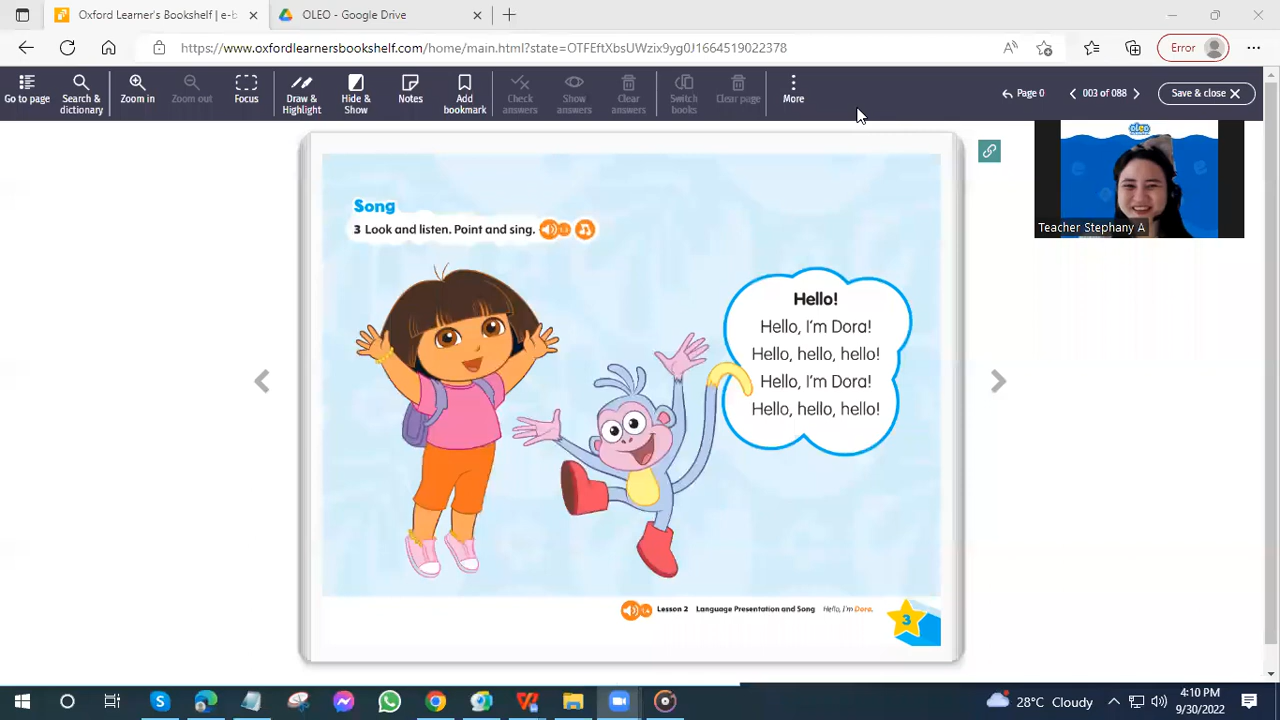 Oxford Learner's Bookshelf | e-b
OLEO - Google Drive
https://www.oxfordlearnersbookshelf.com/home/main.html?state=OTFEftXbsUWzix9yg0J1664519022378
Error
Go to page
Search & dictionary
Zoom in
Zoom out
Focus
Draw & Highlight
Hide & Show
Notes
Add bookmark
Check answers
Show answers
Clear answers
Switch books
Clear page
More
Page 0
003 of 088
Save & close
oleo
Teacher Stephany A
Song
3 Look and listen. Point and sing.
Hello!
Hello, I'm Dora!
Hello, hello, hello!
Hello, I'm Dora!
Hello, hello, hello!
Lesson 2 Language Presentation and Song Hello, I'm Dora.
3
28°C Cloudy
4:10 PM
9/30/2022